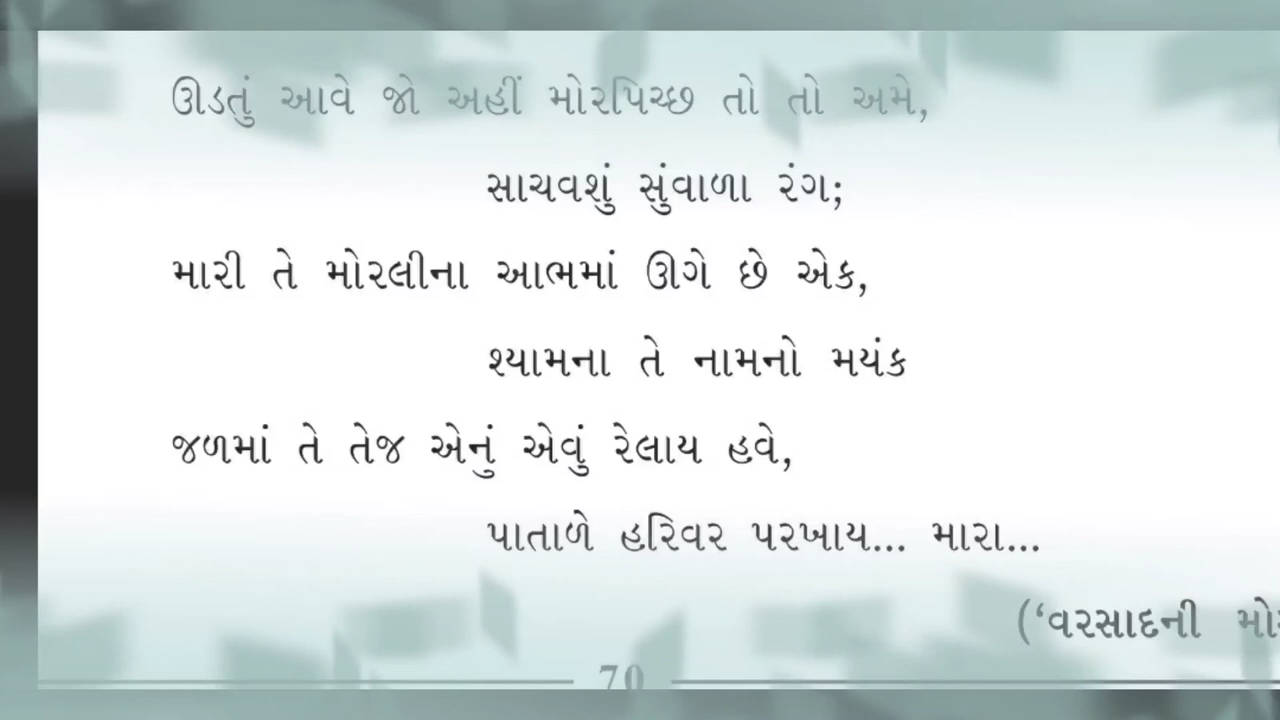 ઊડતું આવે જો અહીં મોરપિચ્છ તો તો અમે,
સાચવશું સુંવાળા રંગ;
મારી તે મોરલીના આભમાં ઊગે છે એક,
શ્યામના તે નામનો મયંક
જળમાં તે તેજ એનું એવું રેલાય હવે,
પાતાળે હરિવર પરખાય... મારા...
(‘વરસાદની
70